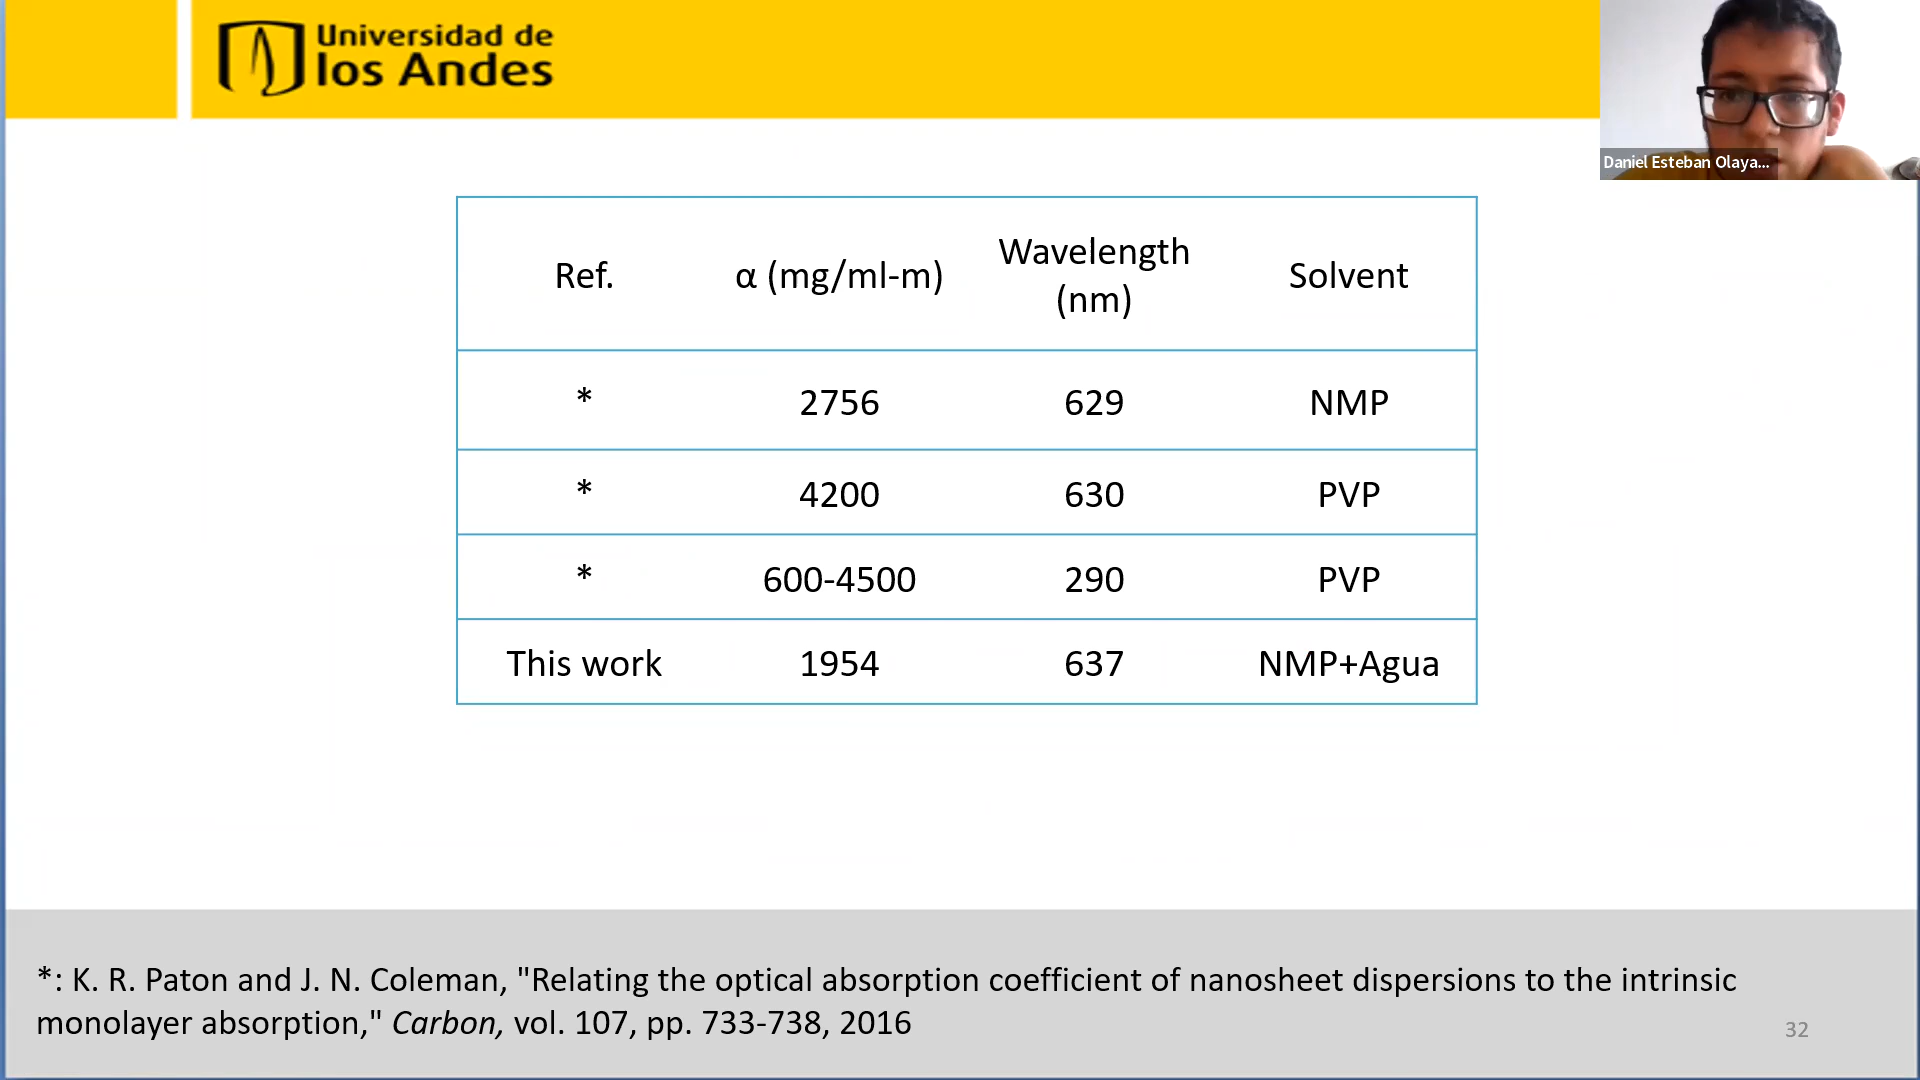 Universidad de
los Andes
Daniel Esteban Olaya...
Ref. α (mg/ml-m) Wavelength (nm) Solvent
* 2756 629 NMP
* 4200 630 PVP
* 600-4500 290 PVP
This work 1954 637 NMP+Agua
*: K. R. Paton and J. N. Coleman, "Relating the optical absorption coefficient of nanosheet dispersions to the intrinsic
monolayer absorption," Carbon, vol. 107, pp. 733-738, 2016
32